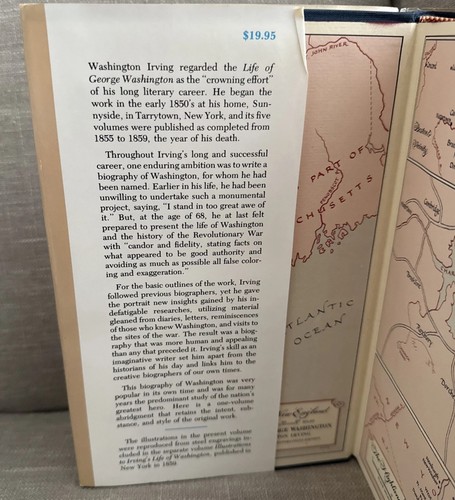 $19.95
Washington Irving regarded the Life of
George Washington as the “crowning effort”
of his long literary career. He began the
work in the early 1850's at his home, Sun-
nyside, in Tarrytown, New York, and its five
volumes were published as completed from
1855 to 1859, the year of his death.
Throughout Irving's long and successful
career, one enduring ambition was to write a
biography of Washington, for whom he had
been named. Earlier in his life, he had been
unwilling to undertake such a monumental
project, saying, “I stand in too great awe of
it.” But, at the age of 68, he at last felt
prepared to present the life of Washington
and the history of the Revolutionary War
with “candor and fidelity, stating facts on
what appeared to be good authority and
avoiding as much as possible all false color-
ing and exaggeration.”
For the basic outlines of the work, Irving
followed previous biographers, yet he gave
the portrait new insights gained by his in-
defatigable researches, utilizing material
gleaned from diaries, letters, reminiscences
of those who knew Washington, and visits to
the sites of the war. The result was a biog-
raphy that was more human and appealing
than any that preceded it. Irving's skill as an
imaginative writer set him apart from the
historians of his day and links him to the
creative biographers of our own times.
This biography of Washington was very
popular in its own time and was for many
years the predominant study of the nation's
greatest hero. Here is a one-volume
abridgment that retains the intent, sub-
stance, and style of the original work.
The illustrations in the present volume
were reproduced from steel engravings in-
cluded in the separate volume Illustrations
to Irving's Life of Washington, published in
New York in 1859.
JOHN RIVER
PART OF
CHUSETTS
ATLANTIC
OCEAN
New England
WASHINGTON
IRVING